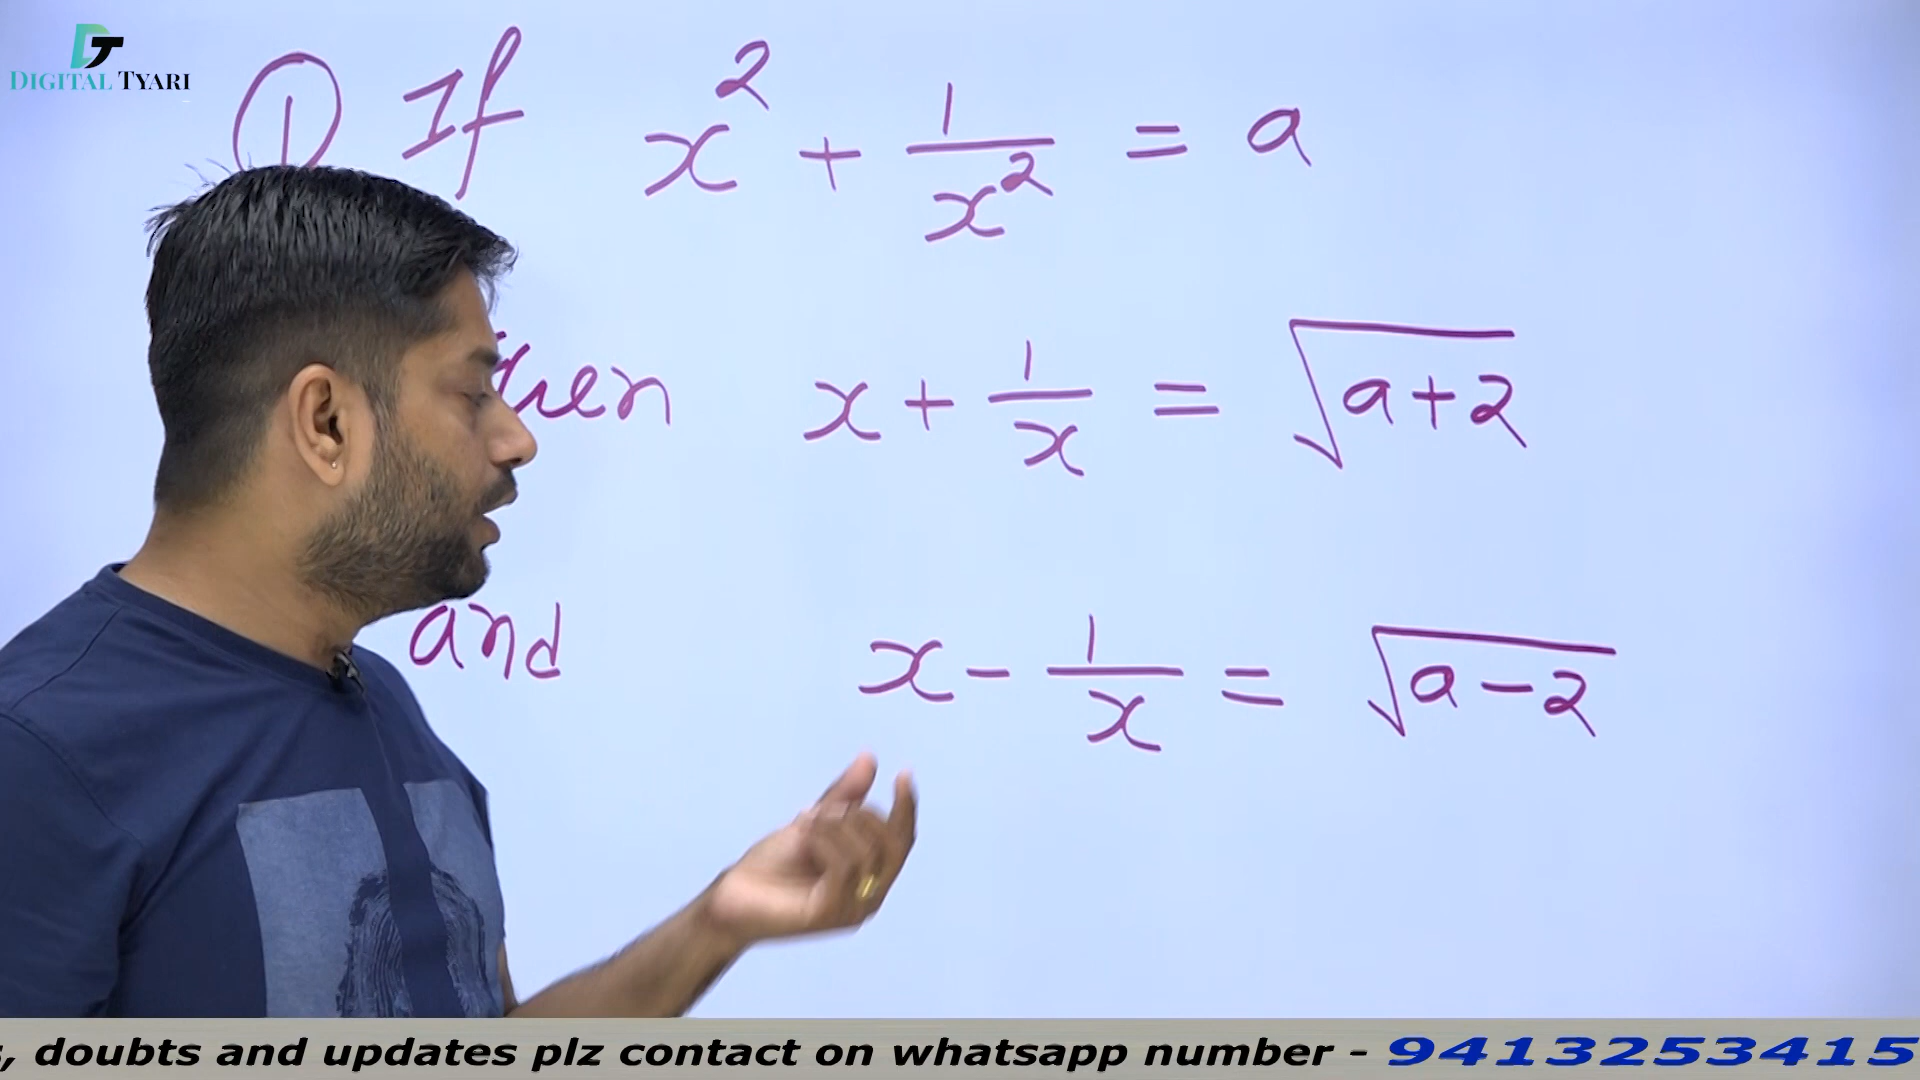 DT
DIGITAL TYARI
① If x² + 1/x² = a
x + 1/x = √(a+2)
and x - 1/x = √(a-2)
, doubts and updates plz contact on whatsapp number - 9413253415